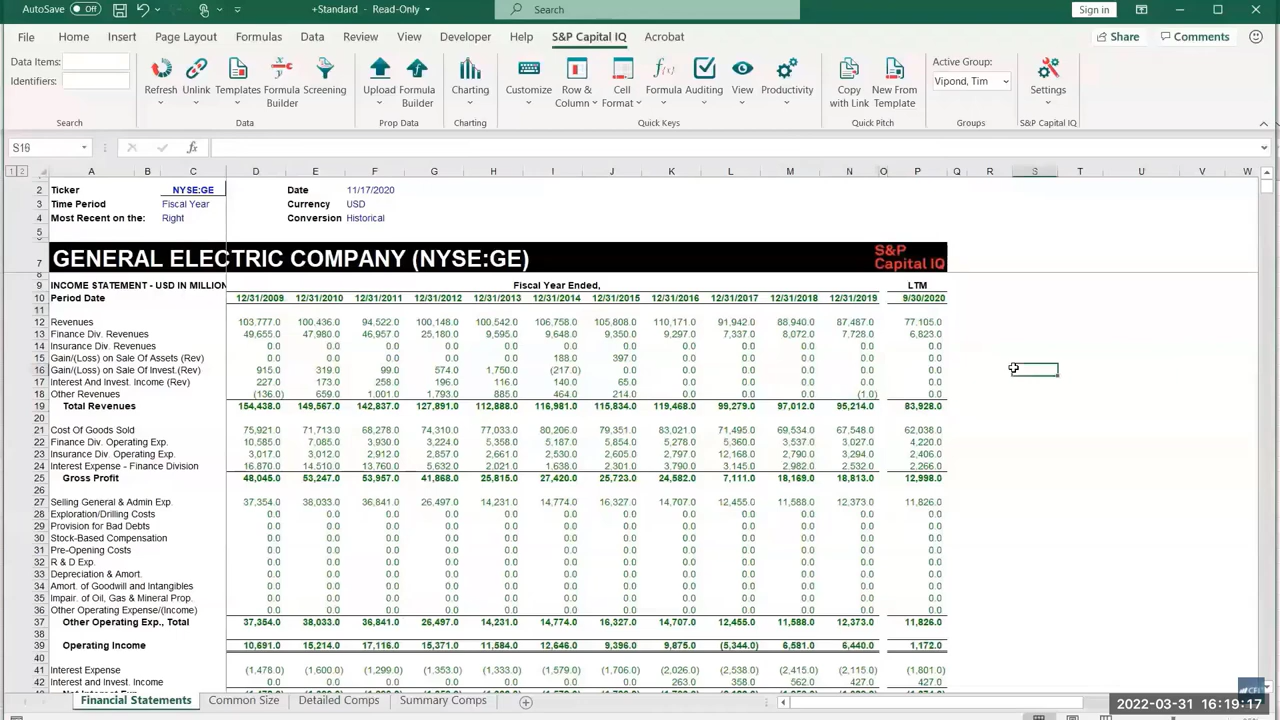 AutoSave Off +Standard - Read-Only Search Sign in
File Home Insert Page Layout Formulas Data Review View Developer Help S&P Capital IQ Acrobat Share Comments
Data Items:
Identifiers:
Search
Refresh Unlink Templates Formula Builder Screening
Data
Upload Formula Builder
Prop Data
Charting
Charting
Customize Row & Column Cell Format Formula Auditing View Productivity
Quick Keys
Copy with Link New From Template
Quick Pitch
Active Group:
Vipond, Tim
Groups
Settings
S&P Capital IQ
S16 fx
1 2 A B C D E F G H I J K L M N O P Q R S T U V W
2 Ticker NYSE:GE Date 11/17/2020
3 Time Period Fiscal Year Currency USD
4 Most Recent on the: Right Conversion Historical
5
7 GENERAL ELECTRIC COMPANY (NYSE:GE) S&P Capital IQ
9 INCOME STATEMENT - USD IN MILLION Fiscal Year Ended, LTM
10 Period Date 12/31/2009 12/31/2010 12/31/2011 12/31/2012 12/31/2013 12/31/2014 12/31/2015 12/31/2016 12/31/2017 12/31/2018 12/31/2019 9/30/2020
11
12 Revenues 103,777.0 100,436.0 94,522.0 100,148.0 100,542.0 106,758.0 105,808.0 110,171.0 91,942.0 88,940.0 87,487.0 77,105.0
13 Finance Div. Revenues 49,655.0 47,980.0 46,957.0 25,180.0 9,595.0 9,648.0 9,350.0 9,297.0 7,337.0 8,072.0 7,728.0 6,823.0
14 Insurance Div. Revenues 0.0 0.0 0.0 0.0 0.0 0.0 0.0 0.0 0.0 0.0 0.0 0.0
15 Gain/(Loss) on Sale Of Assets (Rev) 0.0 0.0 0.0 0.0 0.0 188.0 397.0 0.0 0.0 0.0 0.0 0.0
16 Gain/(Loss) on Sale Of Invest.(Rev) 915.0 319.0 99.0 574.0 1,750.0 (217.0) 0.0 0.0 0.0 0.0 0.0 0.0
17 Interest And Invest. Income (Rev) 227.0 173.0 258.0 196.0 116.0 140.0 65.0 0.0 0.0 0.0 0.0 0.0
18 Other Revenues (136.0) 659.0 1,001.0 1,793.0 885.0 464.0 214.0 0.0 0.0 0.0 (1.0) 0.0
19 Total Revenues 154,438.0 149,567.0 142,837.0 127,891.0 112,888.0 116,981.0 115,834.0 119,468.0 99,279.0 97,012.0 95,214.0 83,928.0
20
21 Cost Of Goods Sold 75,921.0 71,713.0 68,278.0 74,310.0 77,033.0 80,206.0 79,351.0 83,021.0 71,495.0 69,534.0 67,548.0 62,038.0
22 Finance Div. Operating Exp. 10,585.0 7,085.0 3,930.0 3,224.0 5,358.0 5,187.0 5,854.0 5,278.0 5,360.0 3,537.0 3,027.0 4,220.0
23 Insurance Div. Operating Exp. 3,017.0 3,012.0 2,912.0 2,857.0 2,661.0 2,530.0 2,605.0 2,797.0 12,168.0 2,790.0 3,294.0 2,406.0
24 Interest Expense - Finance Division 16,870.0 14,510.0 13,760.0 5,632.0 2,021.0 1,638.0 2,301.0 3,790.0 3,145.0 2,982.0 2,532.0 2,266.0
25 Gross Profit 48,045.0 53,247.0 53,957.0 41,868.0 25,815.0 27,420.0 25,723.0 24,582.0 7,111.0 18,169.0 18,813.0 12,998.0
26
27 Selling General & Admin Exp. 37,354.0 38,033.0 36,841.0 26,497.0 14,231.0 14,774.0 16,327.0 14,707.0 12,455.0 11,588.0 12,373.0 11,826.0
28 Exploration/Drilling Costs 0.0 0.0 0.0 0.0 0.0 0.0 0.0 0.0 0.0 0.0 0.0 0.0
29 Provision for Bad Debts 0.0 0.0 0.0 0.0 0.0 0.0 0.0 0.0 0.0 0.0 0.0 0.0
30 Stock-Based Compensation 0.0 0.0 0.0 0.0 0.0 0.0 0.0 0.0 0.0 0.0 0.0 0.0
31 Pre-Opening Costs 0.0 0.0 0.0 0.0 0.0 0.0 0.0 0.0 0.0 0.0 0.0 0.0
32 R & D Exp. 0.0 0.0 0.0 0.0 0.0 0.0 0.0 0.0 0.0 0.0 0.0 0.0
33 Depreciation & Amort. 0.0 0.0 0.0 0.0 0.0 0.0 0.0 0.0 0.0 0.0 0.0 0.0
34 Amort. of Goodwill and Intangibles 0.0 0.0 0.0 0.0 0.0 0.0 0.0 0.0 0.0 0.0 0.0 0.0
35 Impair. of Oil, Gas & Mineral Prop. 0.0 0.0 0.0 0.0 0.0 0.0 0.0 0.0 0.0 0.0 0.0 0.0
36 Other Operating Expense/(Income) 0.0 0.0 0.0 0.0 0.0 0.0 0.0 0.0 0.0 0.0 0.0 0.0
37 Other Operating Exp., Total 37,354.0 38,033.0 36,841.0 26,497.0 14,231.0 14,774.0 16,327.0 14,707.0 12,455.0 11,588.0 12,373.0 11,826.0
38
39 Operating Income 10,691.0 15,214.0 17,116.0 15,371.0 11,584.0 12,646.0 9,396.0 9,875.0 (5,344.0) 6,581.0 6,440.0 1,172.0
40
41 Interest Expense (1,478.0) (1,600.0) (1,299.0) (1,353.0) (1,333.0) (1,579.0) (1,706.0) (2,026.0) (2,538.0) (2,415.0) (2,115.0) (1,801.0)
42 Interest and Invest. Income 0.0 0.0 0.0 0.0 0.0 0.0 0.0 263.0 358.0 562.0 427.0 427.0
Financial Statements Common Size Detailed Comps Summary Comps
2022-03-31 16:19:17